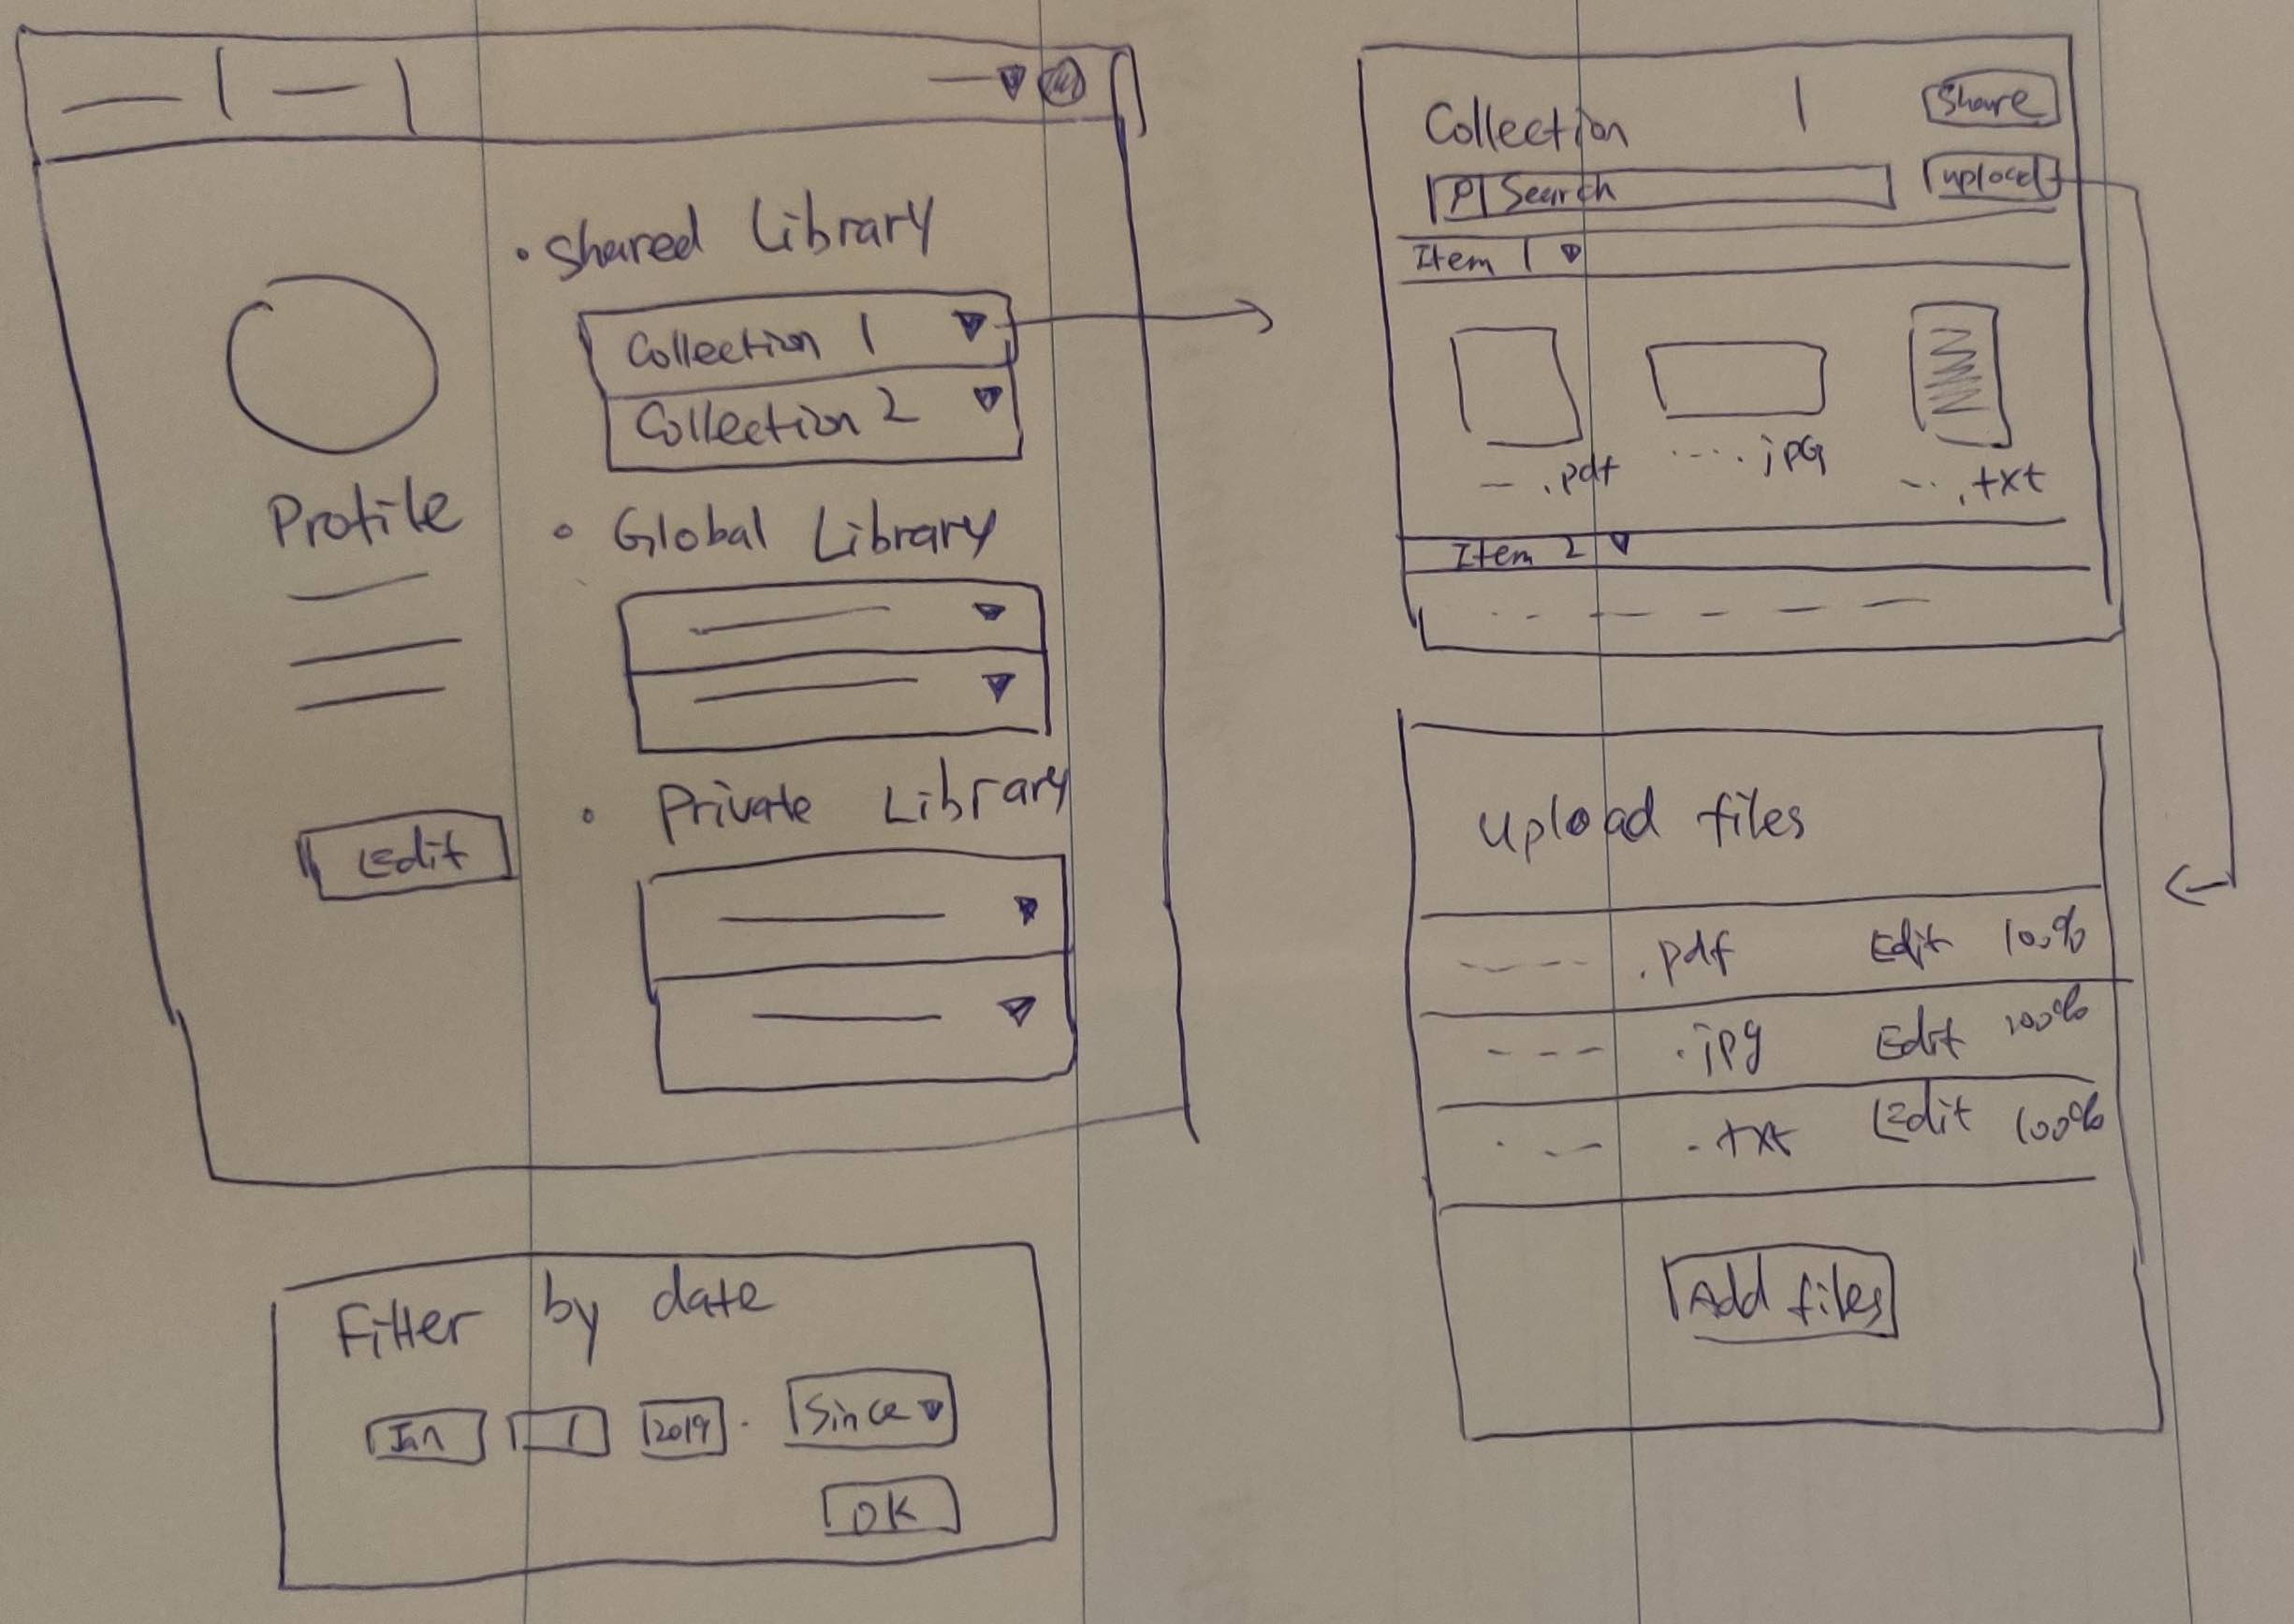 Shared Library
Collection 1
Collection 2
Profile
Global Library
Private Library
Edit
Filter by date
Jan 1 2019 Since
OK
Collection 1
Share
Search
upload
Item 1
.pdf
.jpG
.txt
Item 2
upload files
.pdf Edit 100%
.jpg Edit 100%
.txt Edit 100%
Add files